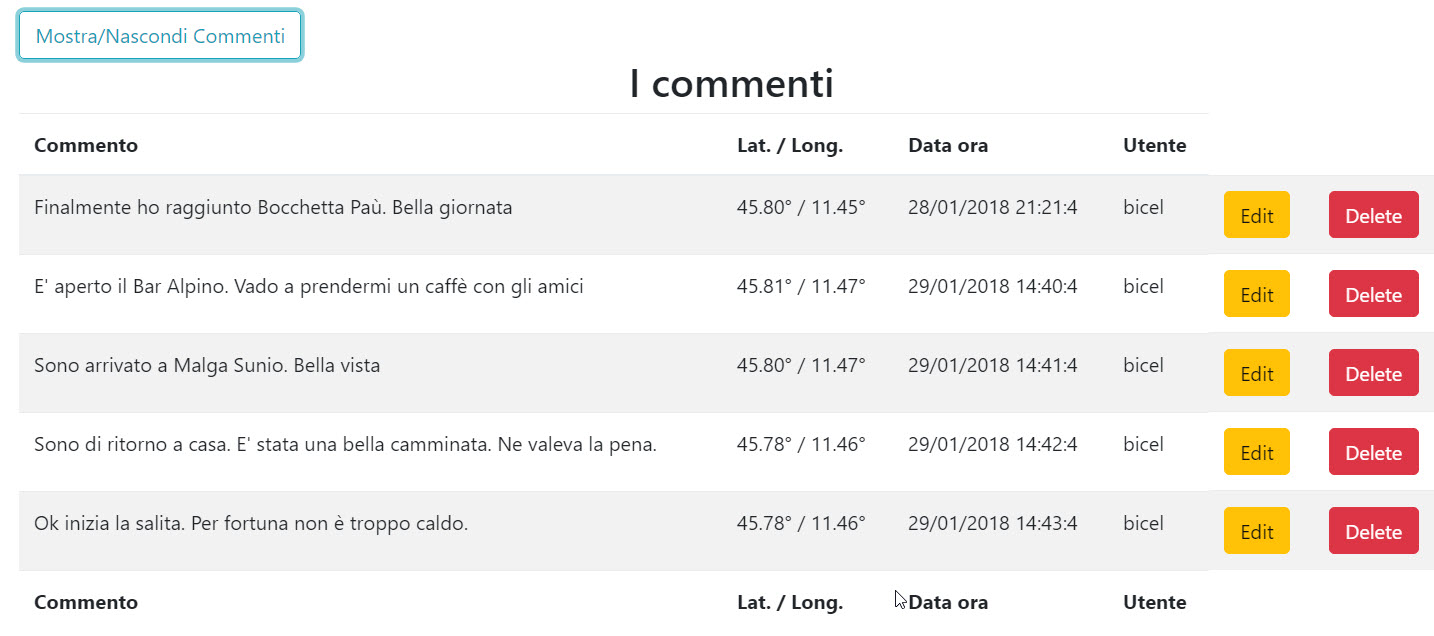 Mostra/Nascondi Commenti
I commenti
Commento Lat. / Long. Data ora Utente
Finalmente ho raggiunto Bocchetta Paù. Bella giornata 45.80° / 11.45° 28/01/2018 21:21:4 bicel Edit Delete
E' aperto il Bar Alpino. Vado a prendermi un caffè con gli amici 45.81° / 11.47° 29/01/2018 14:40:4 bicel Edit Delete
Sono arrivato a Malga Sunio. Bella vista 45.80° / 11.47° 29/01/2018 14:41:4 bicel Edit Delete
Sono di ritorno a casa. E' stata una bella camminata. Ne valeva la pena. 45.78° / 11.46° 29/01/2018 14:42:4 bicel Edit Delete
Ok inizia la salita. Per fortuna non è troppo caldo. 45.78° / 11.46° 29/01/2018 14:43:4 bicel Edit Delete
Commento Lat. / Long. Data ora Utente